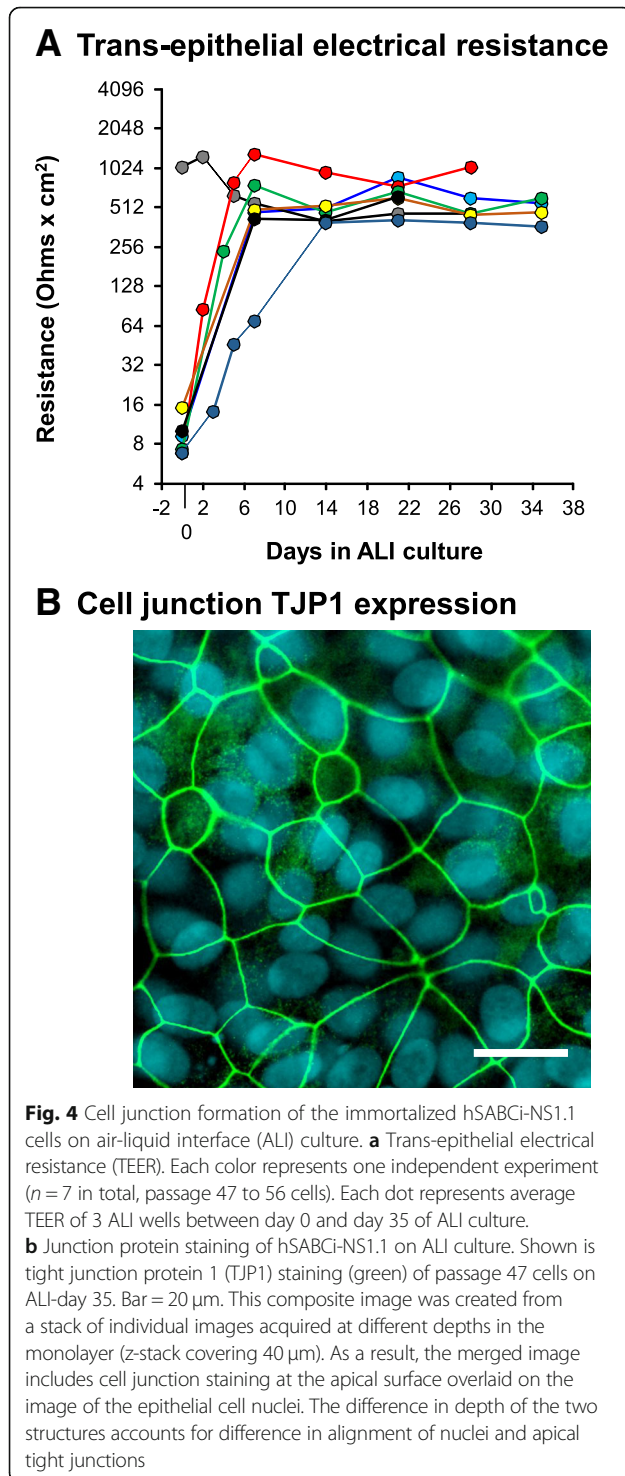 A Trans-epithelial electrical resistance
4096
2048
1024
512
256
128
64
32
16
8
4
Resistance (Ohms x cm²)
-2 2 6 10 14 18 22 26 30 34 38
0
Days in ALI culture
B Cell junction TJP1 expression
Fig. 4 Cell junction formation of the immortalized hSABCi-NS1.1
cells on air-liquid interface (ALI) culture. a Trans-epithelial electrical
resistance (TEER). Each color represents one independent experiment
(n = 7 in total, passage 47 to 56 cells). Each dot represents average
TEER of 3 ALI wells between day 0 and day 35 of ALI culture.
b Junction protein staining of hSABCi-NS1.1 on ALI culture. Shown is
tight junction protein 1 (TJP1) staining (green) of passage 47 cells on
ALI-day 35. Bar = 20 μm. This composite image was created from
a stack of individual images acquired at different depths in the
monolayer (z-stack covering 40 μm). As a result, the merged image
includes cell junction staining at the apical surface overlaid on the
image of the epithelial cell nuclei. The difference in depth of the two
structures accounts for difference in alignment of nuclei and apical
tight junctions